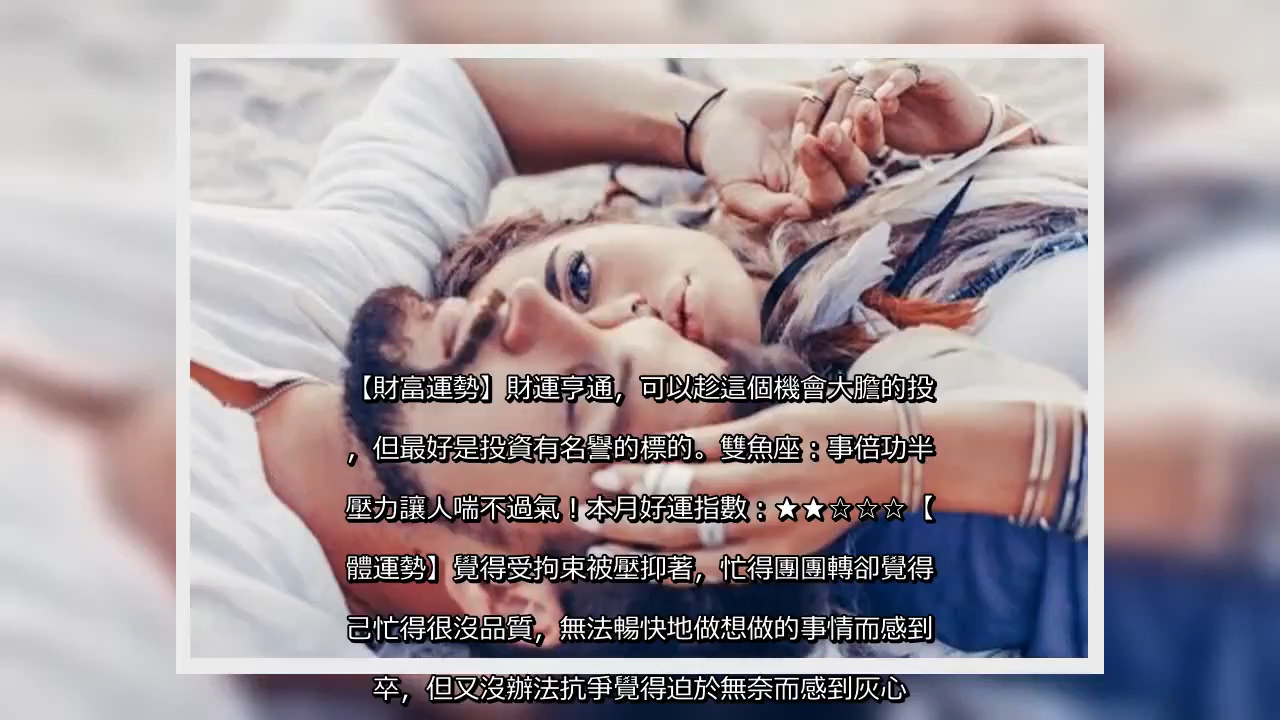 【財富運勢】財運亨通，可以趁這個機會大膽的投
，但最好是投資有名譽的標的。雙魚座：事倍功半
壓力讓人喘不過氣！本月好運指數：★★☆☆☆【
體運勢】覺得受拘束被壓抑著，忙得團團轉卻覺得
己忙得很沒品質，無法暢快地做想做的事情而感到
卒，但又沒辦法抗爭覺得迫於無奈而感到灰心